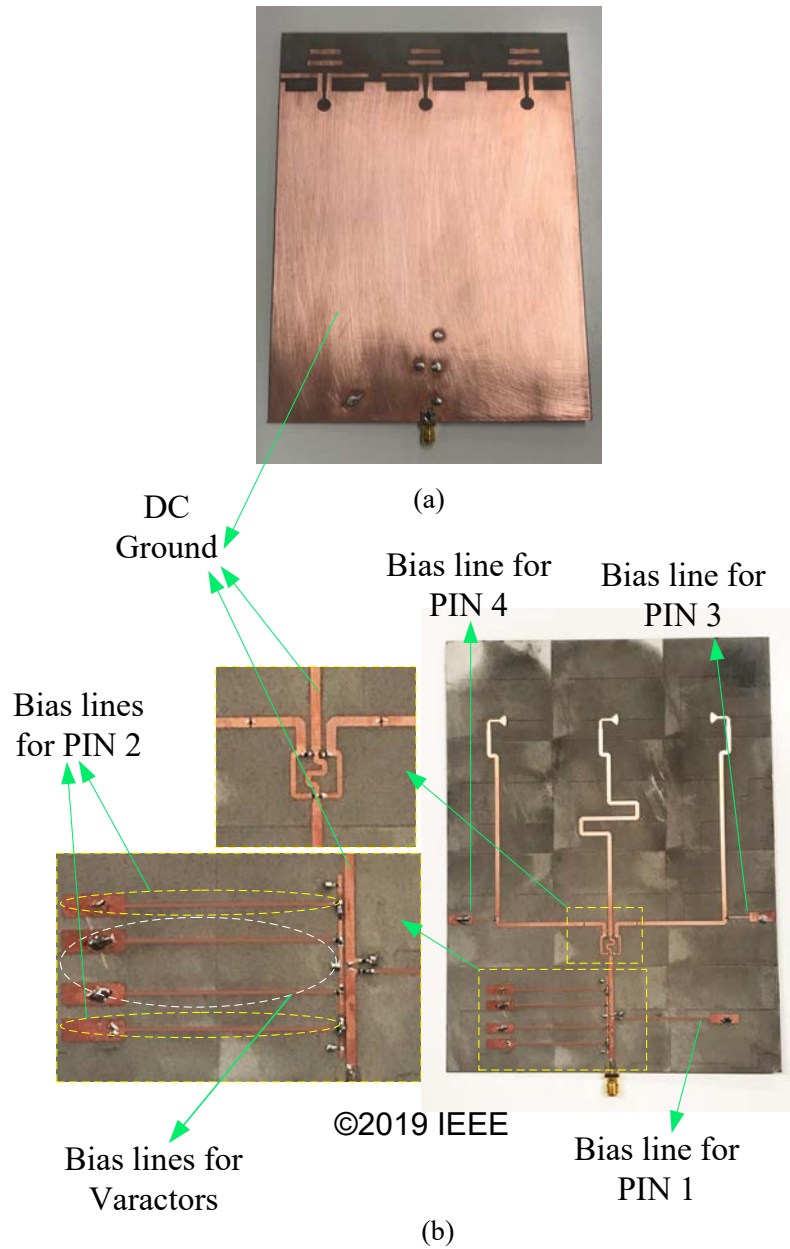 (a)
DC
Ground
Bias line for
PIN 4
Bias line for
PIN 3
Bias lines
for PIN 2
©2019 IEEE
Bias lines for
Varactors
Bias line for
PIN 1
(b)